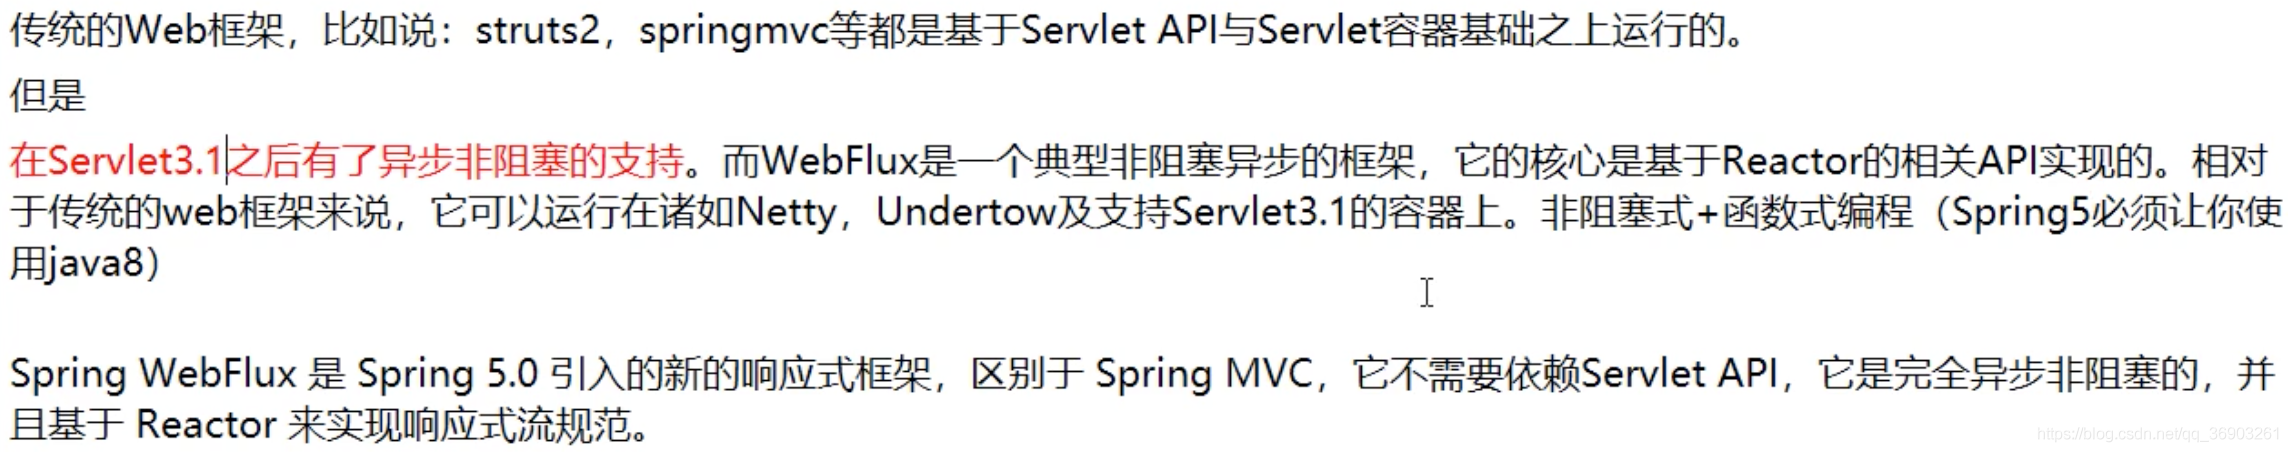 传统的Web框架，比如说：struts2，springmvc等都是基于Servlet API与Servlet容器基础之上运行的。
但是
在Servlet3.1之后有了异步非阻塞的支持。而WebFlux是一个典型非阻塞异步的框架，它的核心是基于Reactor的相关API实现的。相对
于传统的web框架来说，它可以运行在诸如Netty，Undertow及支持Servlet3.1的容器上。非阻塞式+函数式编程（Spring5必须让你使
用java8）
Spring WebFlux 是 Spring 5.0 引入的新的响应式框架，区别于 Spring MVC，它不需要依赖Servlet API，它是完全异步非阻塞的，并
且基于 Reactor 来实现响应式流规范。
https://blog.csdn.net/qq_36903261